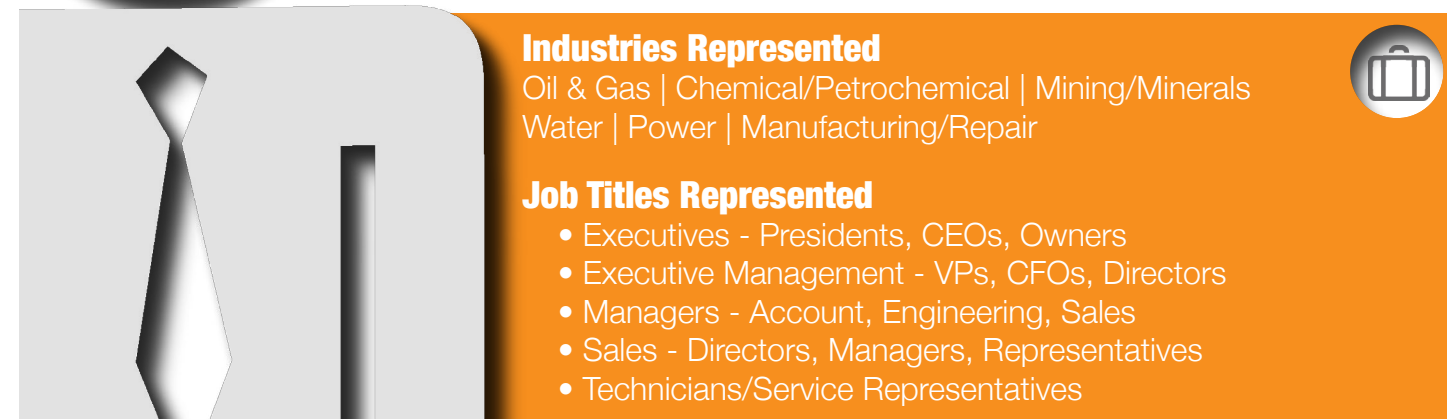 Industries Represented
Oil & Gas | Chemical/Petrochemical | Mining/Minerals
Water | Power | Manufacturing/Repair
Job Titles Represented
• Executives - Presidents, CEOs, Owners
• Executive Management - VPs, CFOs, Directors
• Managers - Account, Engineering, Sales
• Sales - Directors, Managers, Representatives
• Technicians/Service Representatives